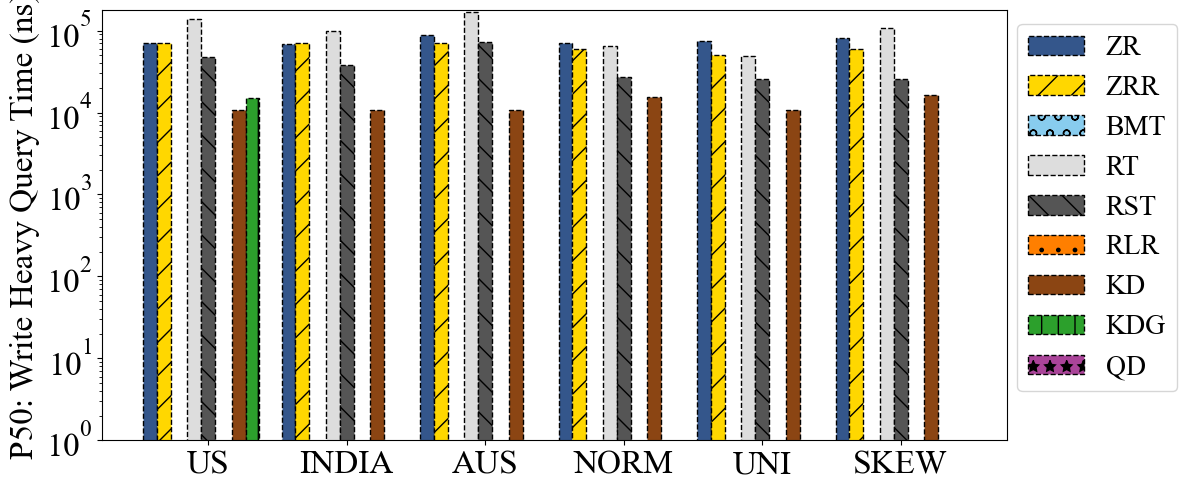 P50: Write Heavy Query Time (ns)
10^5
10^4
10^3
10^2
10^1
10^0
US INDIA AUS NORM UNI SKEW
ZR
ZRR
BMT
RT
RST
RLR
KD
KDG
QD